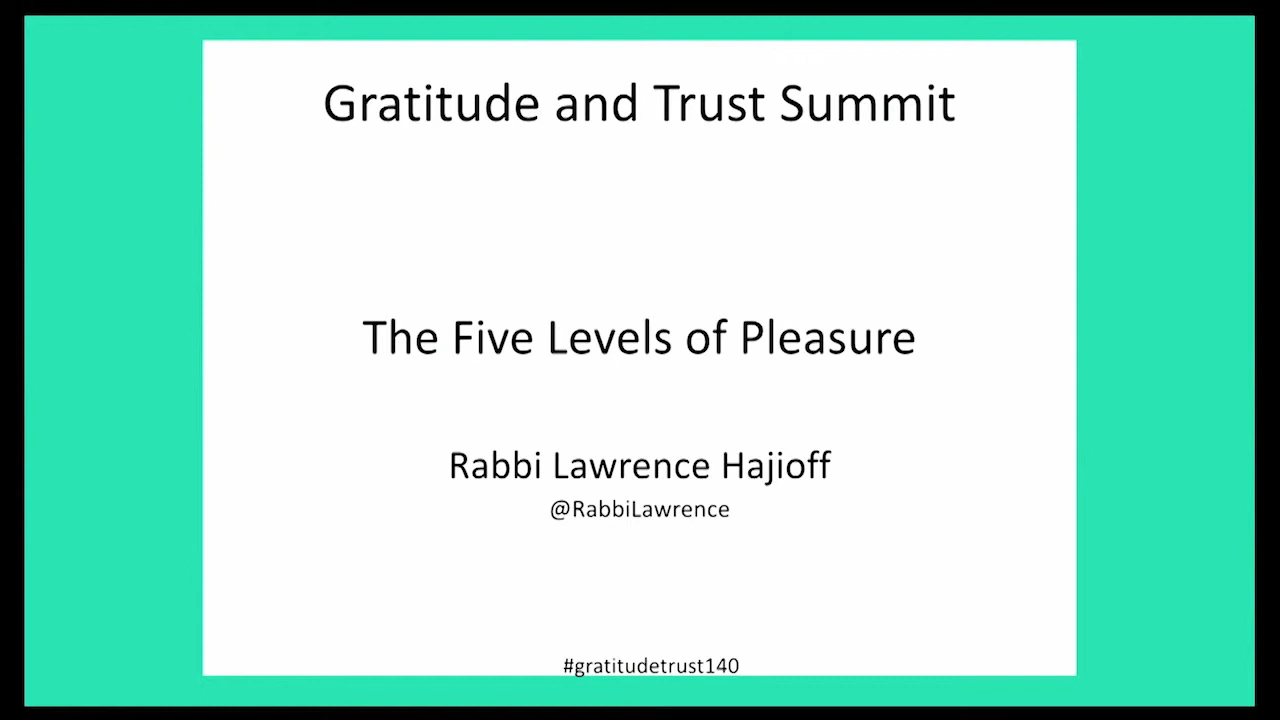 Gratitude and Trust Summit
The Five Levels of Pleasure
Rabbi Lawrence Hajioff
@RabbiLawrence
#gratitudetrust140